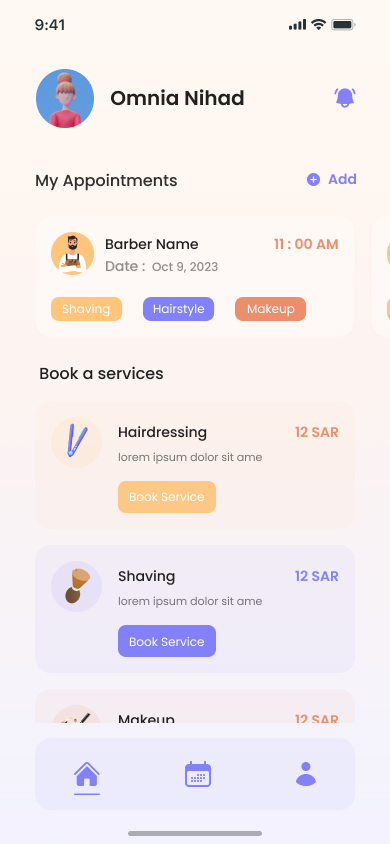 9:41
Omnia Nihad
My Appointments
Add
Barber Name 11 : 00 AM
Date : Oct 9, 2023
Shaving Hairstyle Makeup
Book a services
Hairdressing 12 SAR
lorem ipsum dolor sit ame
Book Service
Shaving 12 SAR
lorem ipsum dolor sit ame
Book Service
Makeup 12 SAR